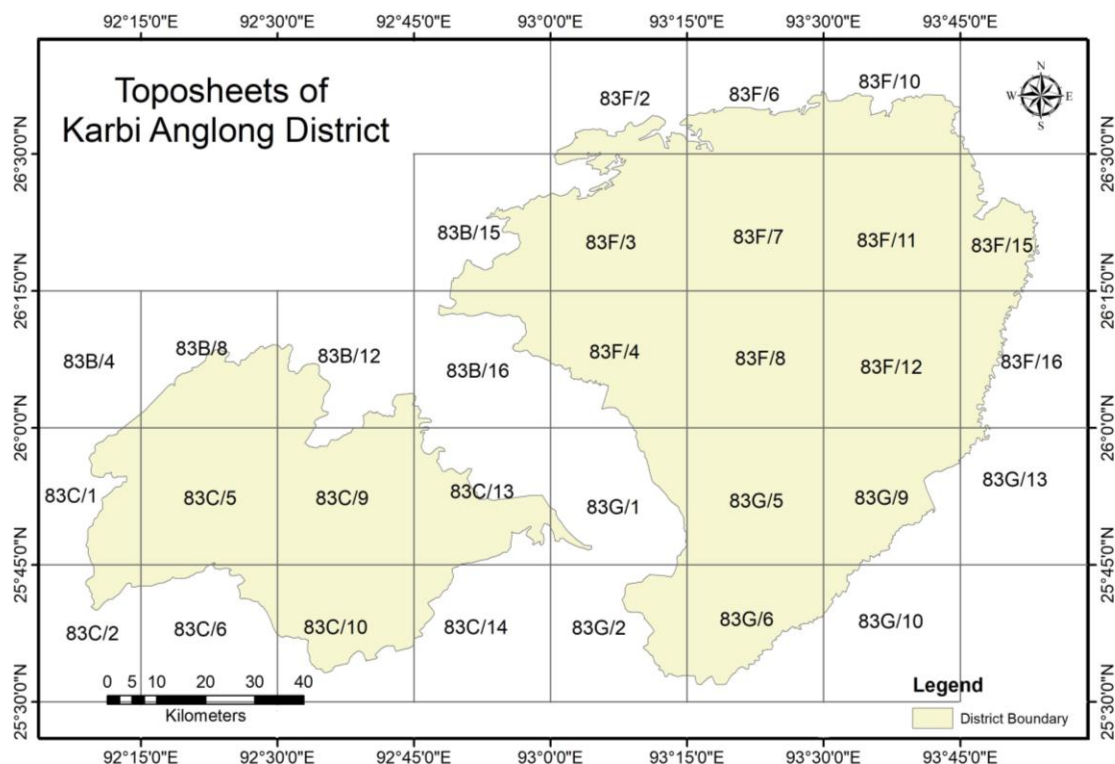 92°15'0"E 92°30'0"E 92°45'0"E 93°0'0"E 93°15'0"E 93°30'0"E 93°45'0"E
Toposheets of
Karbi Anglong District
N
W E
S
83F/2 83F/6 83F/10
26°30'0"N 26°30'0"N
83B/15 83F/3 83F/7 83F/11 83F/15
26°15'0"N 26°15'0"N
83B/4 83B/8 83B/12 83B/16 83F/4 83F/8 83F/12 83F/16
26°0'0"N 26°0'0"N
83C/1 83C/5 83C/9 83C/13 83G/1 83G/5 83G/9 83G/13
25°45'0"N 25°45'0"N
83C/2 83C/6 83C/10 83C/14 83G/2 83G/6 83G/10
0 5 10 20 30 40
Kilometers
25°30'0"N 25°30'0"N
Legend
District Boundary
92°15'0"E 92°30'0"E 92°45'0"E 93°0'0"E 93°15'0"E 93°30'0"E 93°45'0"E